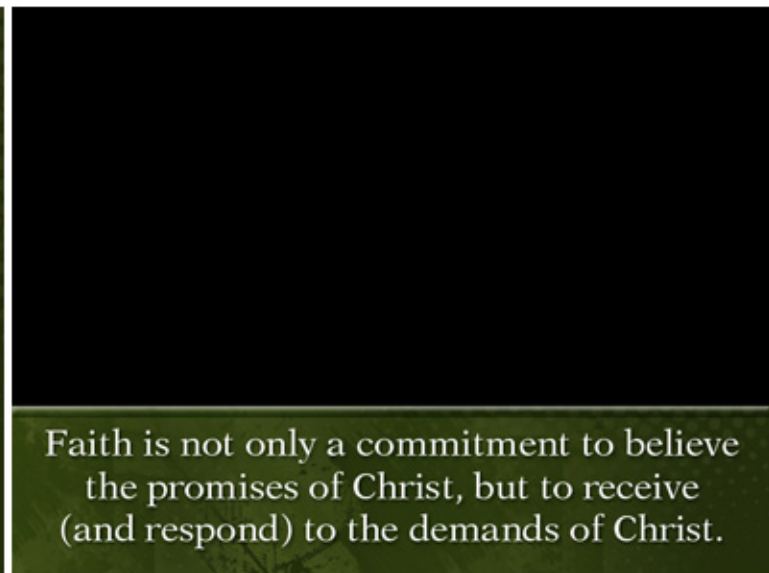 Faith is not only a commitment to believe
the promises of Christ, but to receive
(and respond) to the demands of Christ.